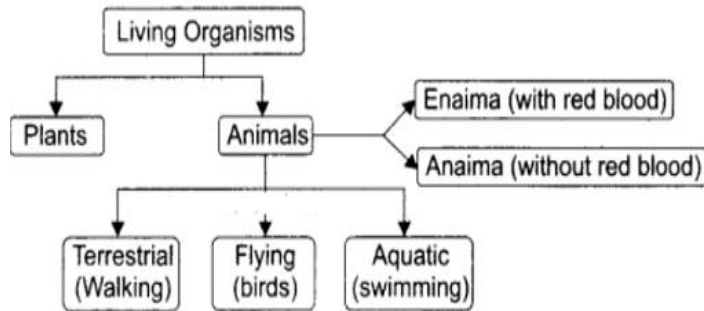 Living Organisms
Plants
Animals
Enaima (with red blood)
Anaima (without red blood)
Terrestrial
(Walking)
Flying
(birds)
Aquatic
(swimming)